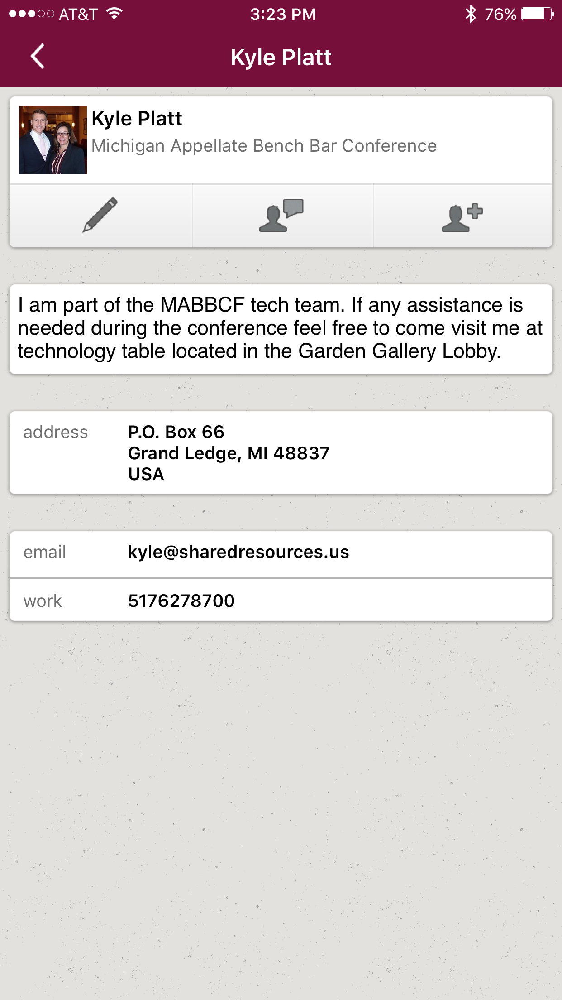 AT&T 3:23 PM 76%
Kyle Platt
Kyle Platt
Michigan Appellate Bench Bar Conference
I am part of the MABBCF tech team. If any assistance is
needed during the conference feel free to come visit me at
technology table located in the Garden Gallery Lobby.
address P.O. Box 66
Grand Ledge, MI 48837
USA
email kyle@sharedresources.us
work 5176278700